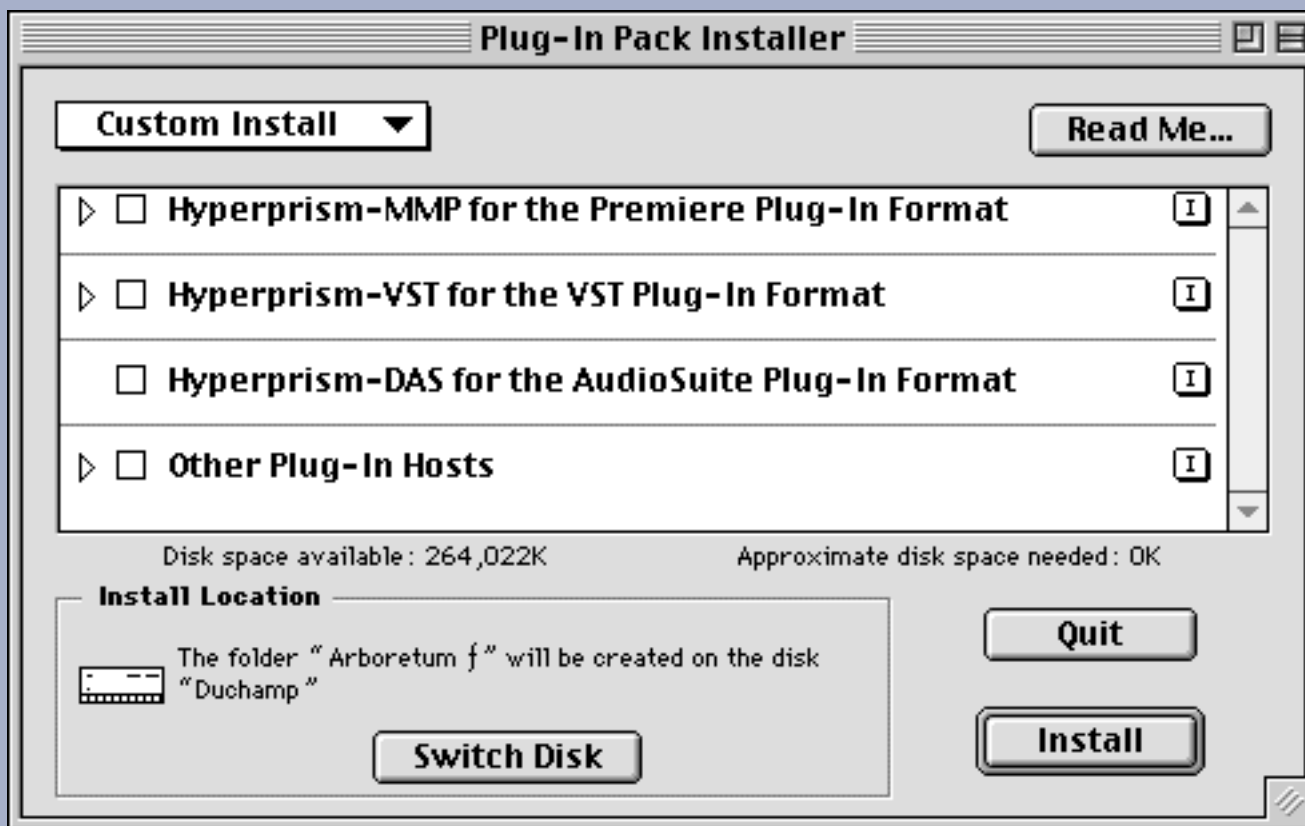 Plug-In Pack Installer
Custom Install
Read Me...
Hyperprism-MMP for the Premiere Plug-In Format
I
Hyperprism-VST for the VST Plug-In Format
I
Hyperprism-DAS for the AudioSuite Plug-In Format
I
Other Plug-In Hosts
I
Disk space available: 264,022K
Approximate disk space needed: 0K
Install Location
The folder "Arboretum ƒ" will be created on the disk
"Duchamp"
Switch Disk
Quit
Install